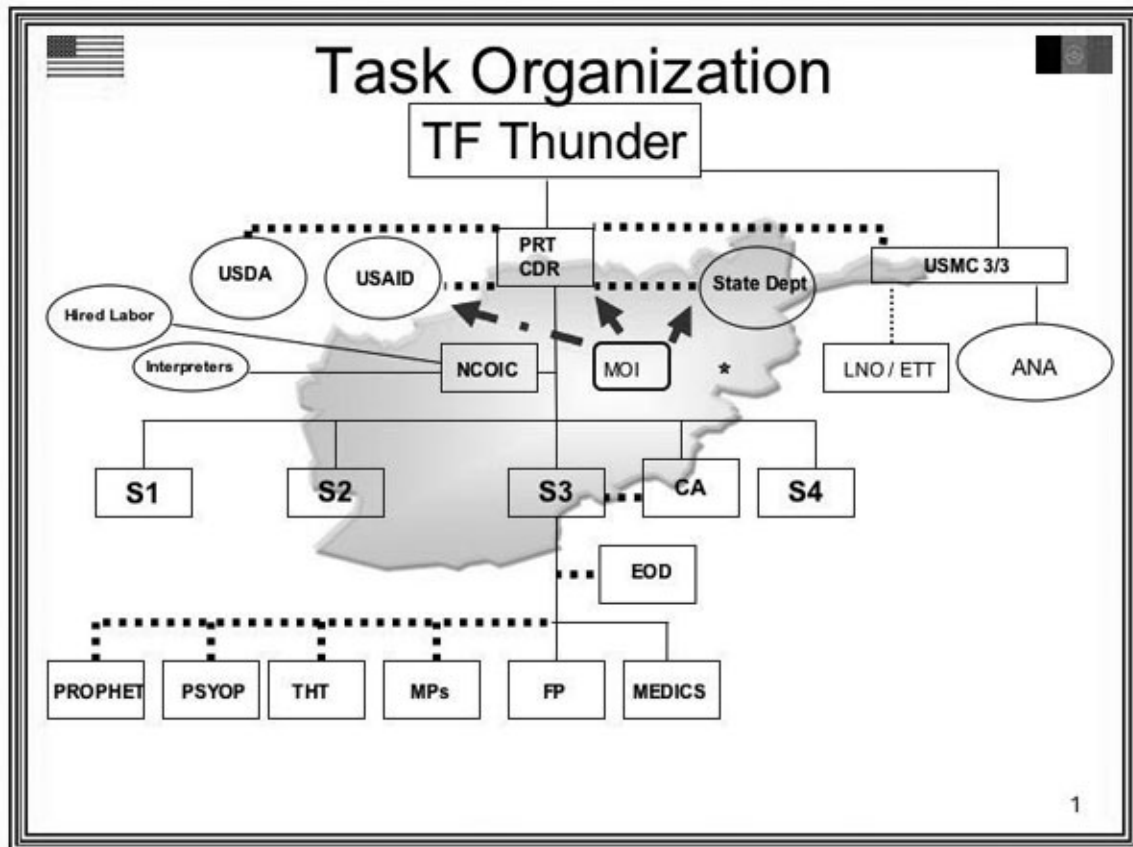 Task Organization
TF Thunder
PRT
CDR
USDA
USAID
State Dept
USMC 3/3
Hired Labor
Interpreters
NCOIC
MOI
*
LNO / ETT
ANA
S1
S2
S3
CA
S4
EOD
PROPHET
PSYOP
THT
MPs
FP
MEDICS
1